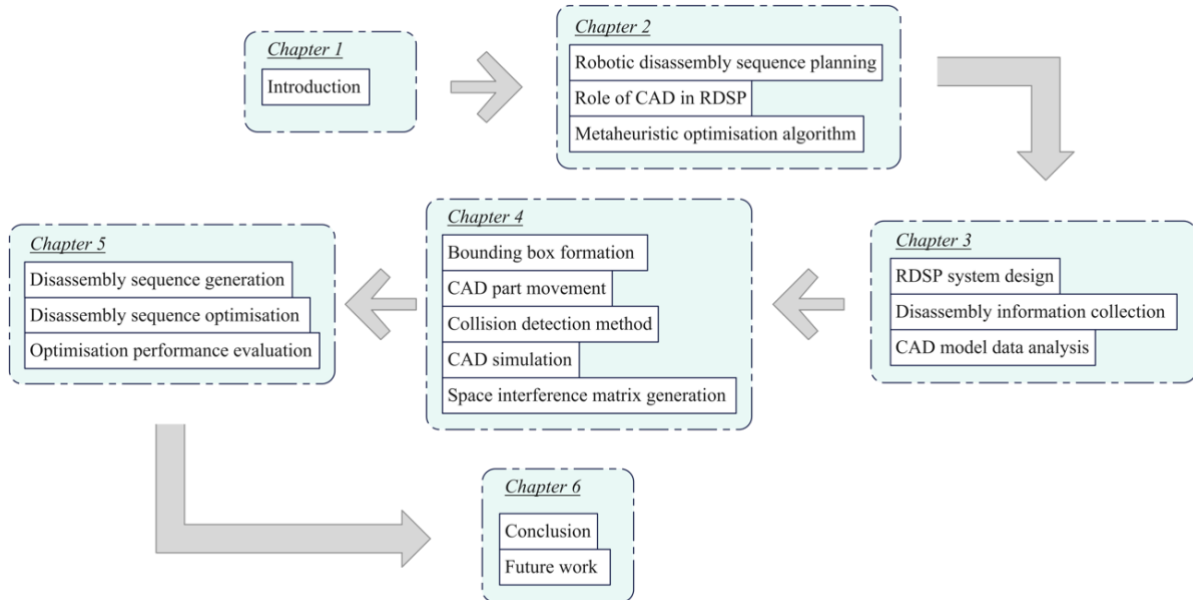 Chapter 1
Introduction
Chapter 2
Robotic disassembly sequence planning
Role of CAD in RDSP
Metaheuristic optimisation algorithm
Chapter 3
RDSP system design
Disassembly information collection
CAD model data analysis
Chapter 4
Bounding box formation
CAD part movement
Collision detection method
CAD simulation
Space interference matrix generation
Chapter 5
Disassembly sequence generation
Disassembly sequence optimisation
Optimisation performance evaluation
Chapter 6
Conclusion
Future work